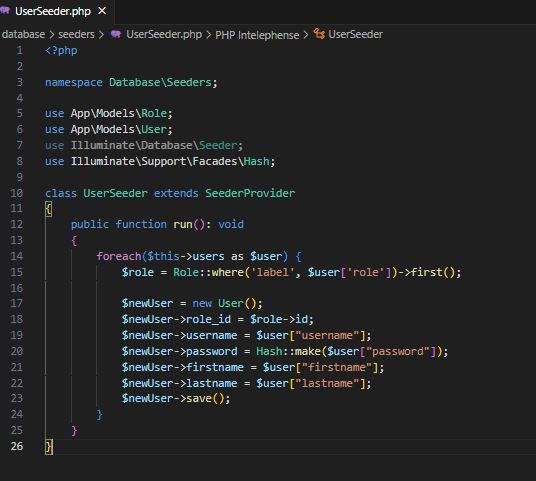 UserSeeder.php
database > seeders > UserSeeder.php > PHP Intelephense > UserSeeder
1 <?php
2
3 namespace Database\Seeders;
4
5 use App\Models\Role;
6 use App\Models\User;
7 use Illuminate\Database\Seeder;
8 use Illuminate\Support\Facades\Hash;
9
10 class UserSeeder extends SeederProvider
11 {
12     public function run(): void
13     {
14         foreach($this->users as $user) {
15             $role = Role::where('label', $user['role'])->first();
16
17             $newUser = new User();
18             $newUser->role_id = $role->id;
19             $newUser->username = $user["username"];
20             $newUser->password = Hash::make($user["password"]);
21             $newUser->firstname = $user["firstname"];
22             $newUser->lastname = $user["lastname"];
23             $newUser->save();
24         }
25     }
26 }